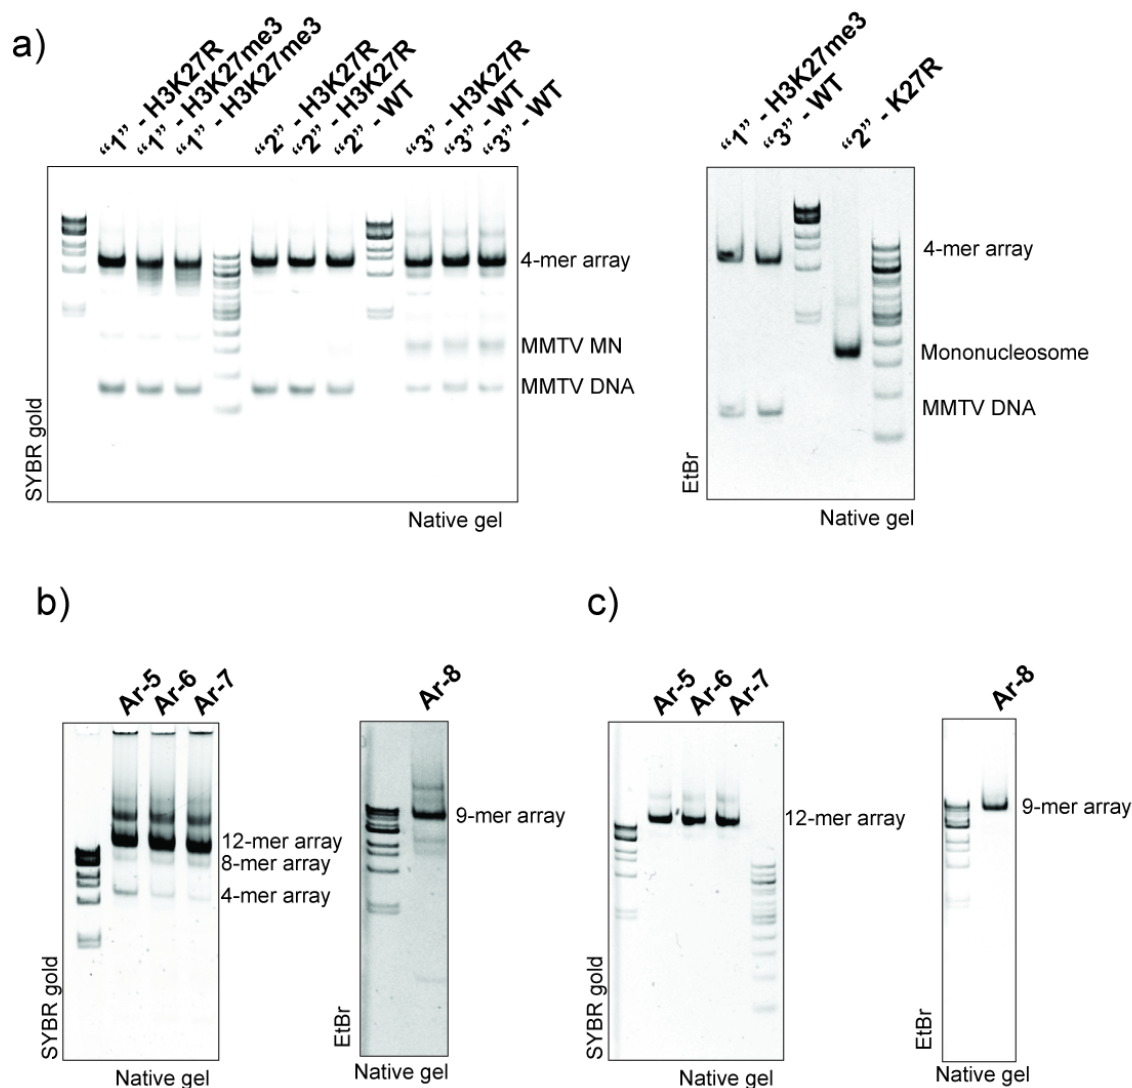 a)
"1" - H3K27R
"1" - H3K27me3
"1" - H3K27me3
"2" - H3K27R
"2" - H3K27R
"2" - WT
"3" - H3K27R
"3" - WT
"3" - WT
4-mer array
MMTV MN
MMTV DNA
SYBR gold
Native gel
"1" - H3K27me3
"3" - WT
"2" - K27R
4-mer array
Mononucleosome
MMTV DNA
EtBr
Native gel
b)
Ar-5
Ar-6
Ar-7
12-mer array
8-mer array
4-mer array
SYBR gold
Native gel
Ar-8
9-mer array
EtBr
Native gel
c)
Ar-5
Ar-6
Ar-7
12-mer array
SYBR gold
Native gel
Ar-8
9-mer array
EtBr
Native gel